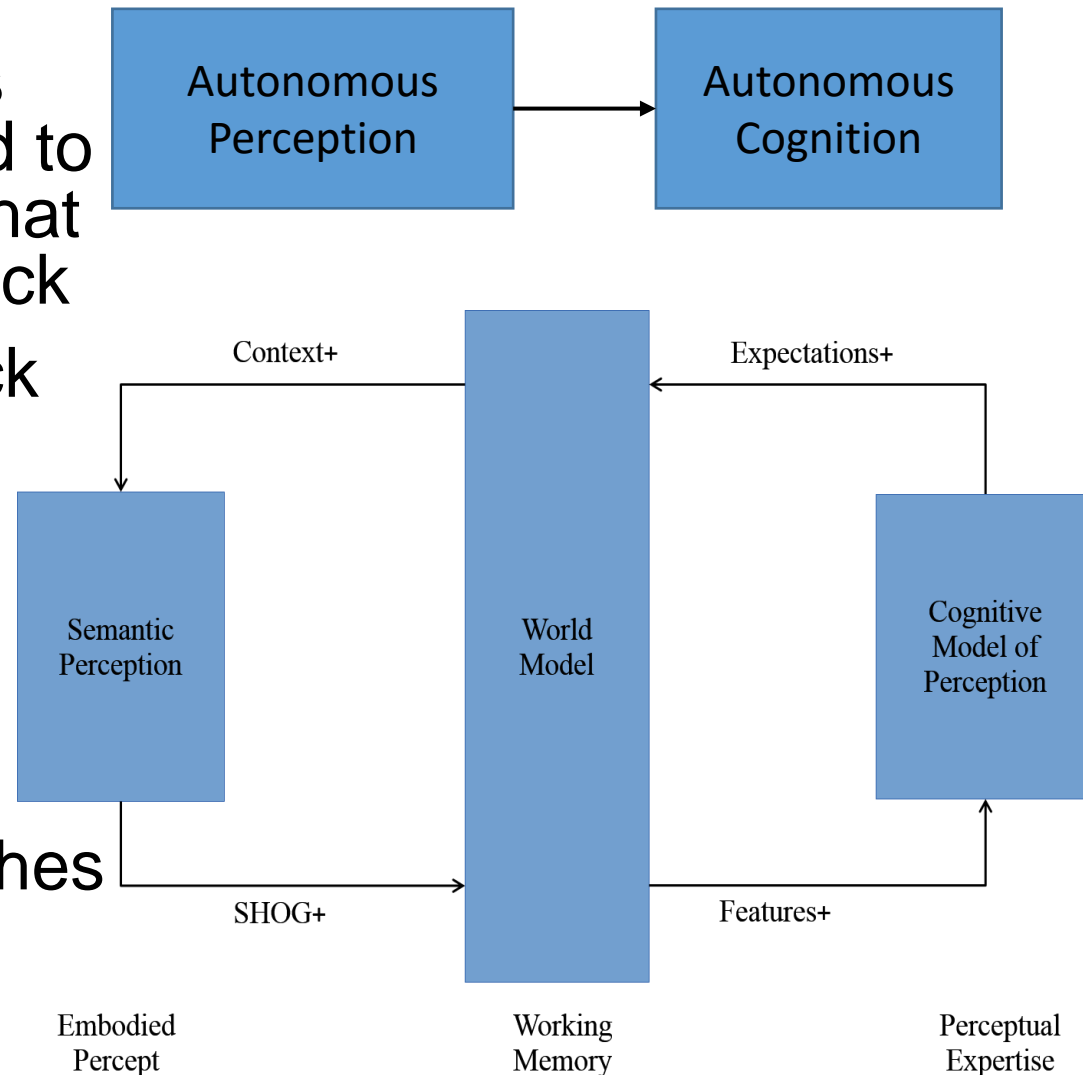 Autonomous
Perception
Autonomous
Cognition
d to
hat
ck
ck
Context+
Expectations+
Semantic
Perception
World
Model
Cognitive
Model of
Perception
hes
SHOG+
Features+
Embodied
Percept
Working
Memory
Perceptual
Expertise